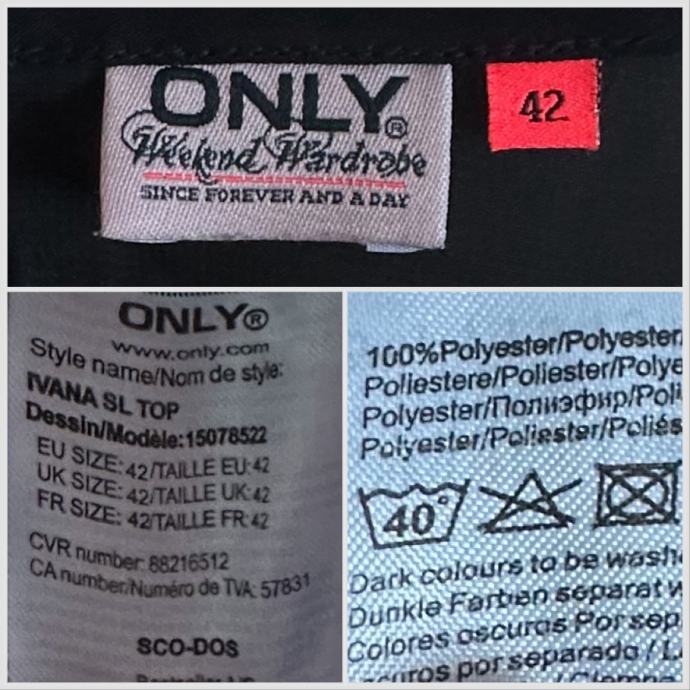 ONLY®
Weekend Wardrobe
SINCE FOREVER AND A DAY
42
ONLY®
www.only.com
Style name/Nom de style:
IVANA SL TOP
Dessin/Modèle:15078522
EU SIZE: 42/TAILLE EU:42
UK SIZE: 42/TAILLE UK:42
FR SIZE: 42/TAILLE FR:42
CVR number: 88216512
CA number/Numéro de TVA: 57831
SCO-DOS
100%Polyester/Polyester
Poliestere/Poliester/Polye
Polyester/Полиэфир/Poli
Polyester/Poliester/Poliés
40°
Dark colours to be wash
Dunkle Farben separat w
Colores oscuros Por sep
scuros por separado / L